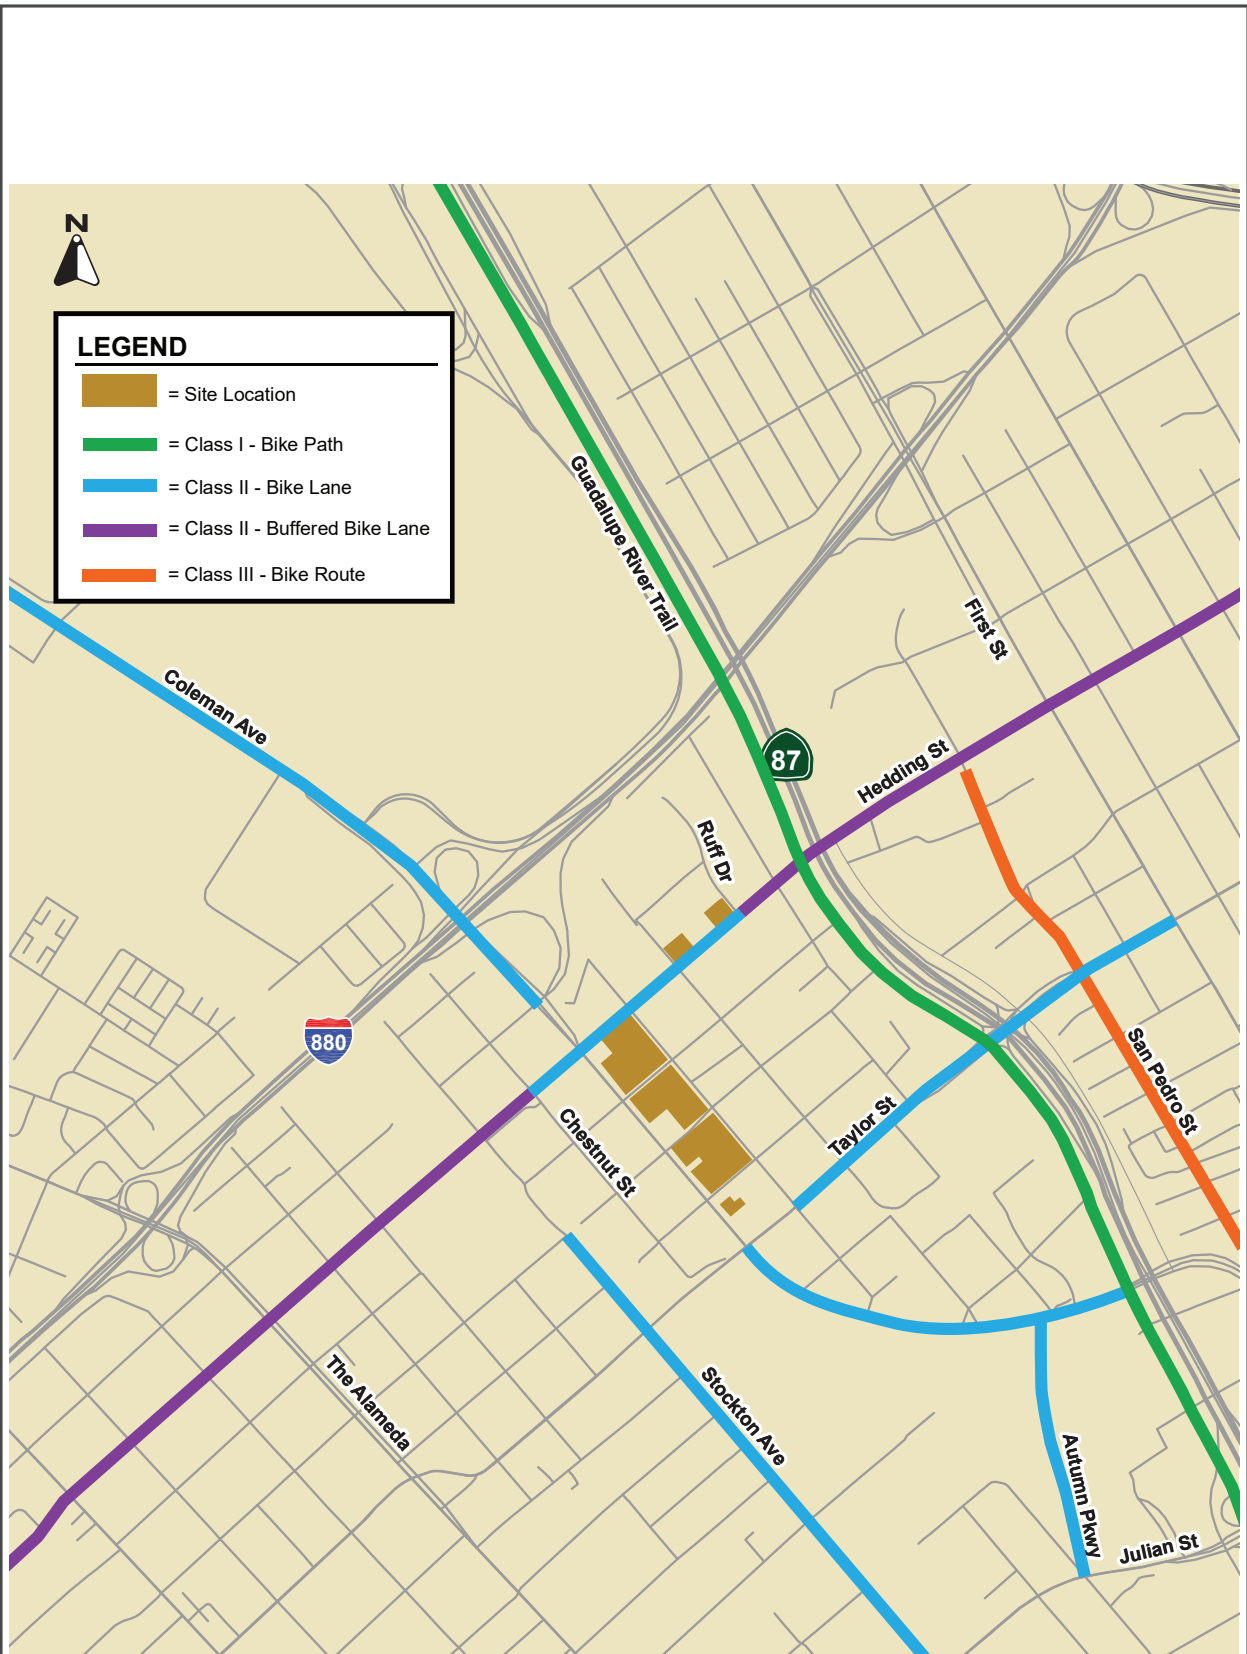 N
LEGEND
= Site Location
= Class I - Bike Path
= Class II - Bike Lane
= Class II - Buffered Bike Lane
= Class III - Bike Route
Guadalupe River Trail
First St
Coleman Ave
87
Hedding St
Ruff Dr
880
San Pedro St
Taylor St
Chestnut St
The Alameda
Stockton Ave
Autumn Pkwy
Julian St